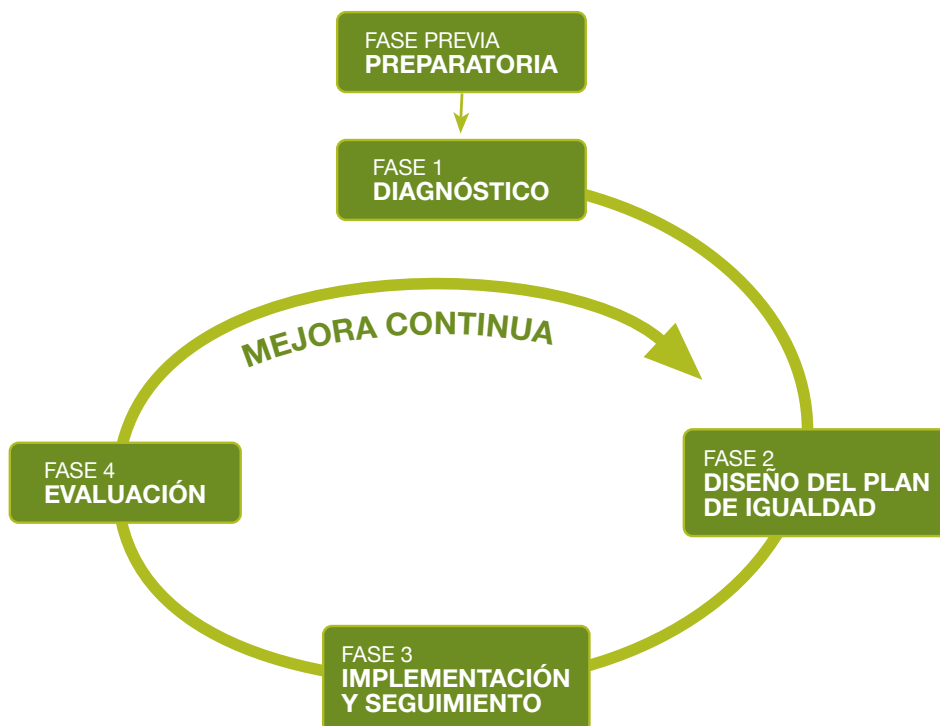 FASE PREVIA
PREPARATORIA
FASE 1
DIAGNÓSTICO
MEJORA CONTINUA
FASE 2
DISEÑO DEL PLAN
DE IGUALDAD
FASE 3
IMPLEMENTACIÓN
Y SEGUIMIENTO
FASE 4
EVALUACIÓN